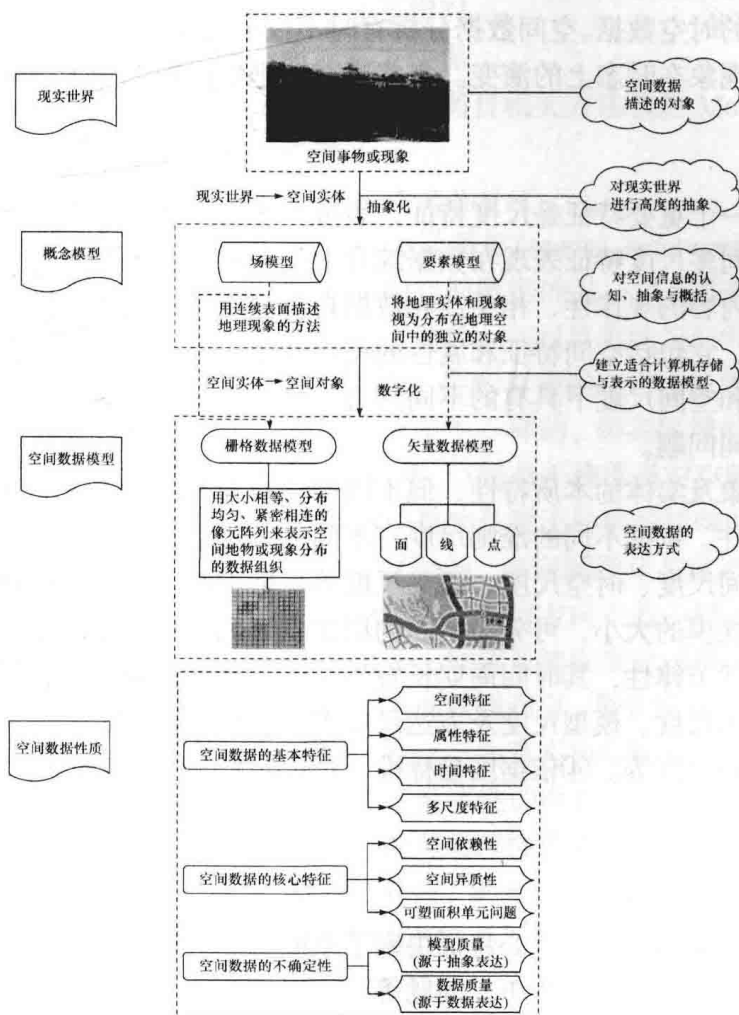 的时空数据。空间数据
上的演变
现实世界
空间事物或现象
空间数据
描述的对象
现实世界→空间实体
抽象化
对现实世界
进行高度的抽象
概念模型
场模型
要素模型
用连续表面描述
地理现象的方法
将地理实体和现象
视为分布在地理空
间中的独立的对象
对空间信息的认
知、抽象与概括
空间实体→空间对象
数字化
建立适合计算机存储
与表示的数据模型
空间数据模型
栅格数据模型
矢量数据模型
用大小相等、分布
均匀、紧密相连的
像元阵列来表示空
间地物或现象分布
的数据组织
面
线
点
空间数据的
表达方式
空间数据性质
空间数据的基本特征
空间特征
属性特征
时间特征
多尺度特征
空间数据的核心特征
空间依赖性
空间异质性
可塑面积单元问题
空间数据的不确定性
模型质量
(源于抽象表达)
数据质量
(源于数据表达)